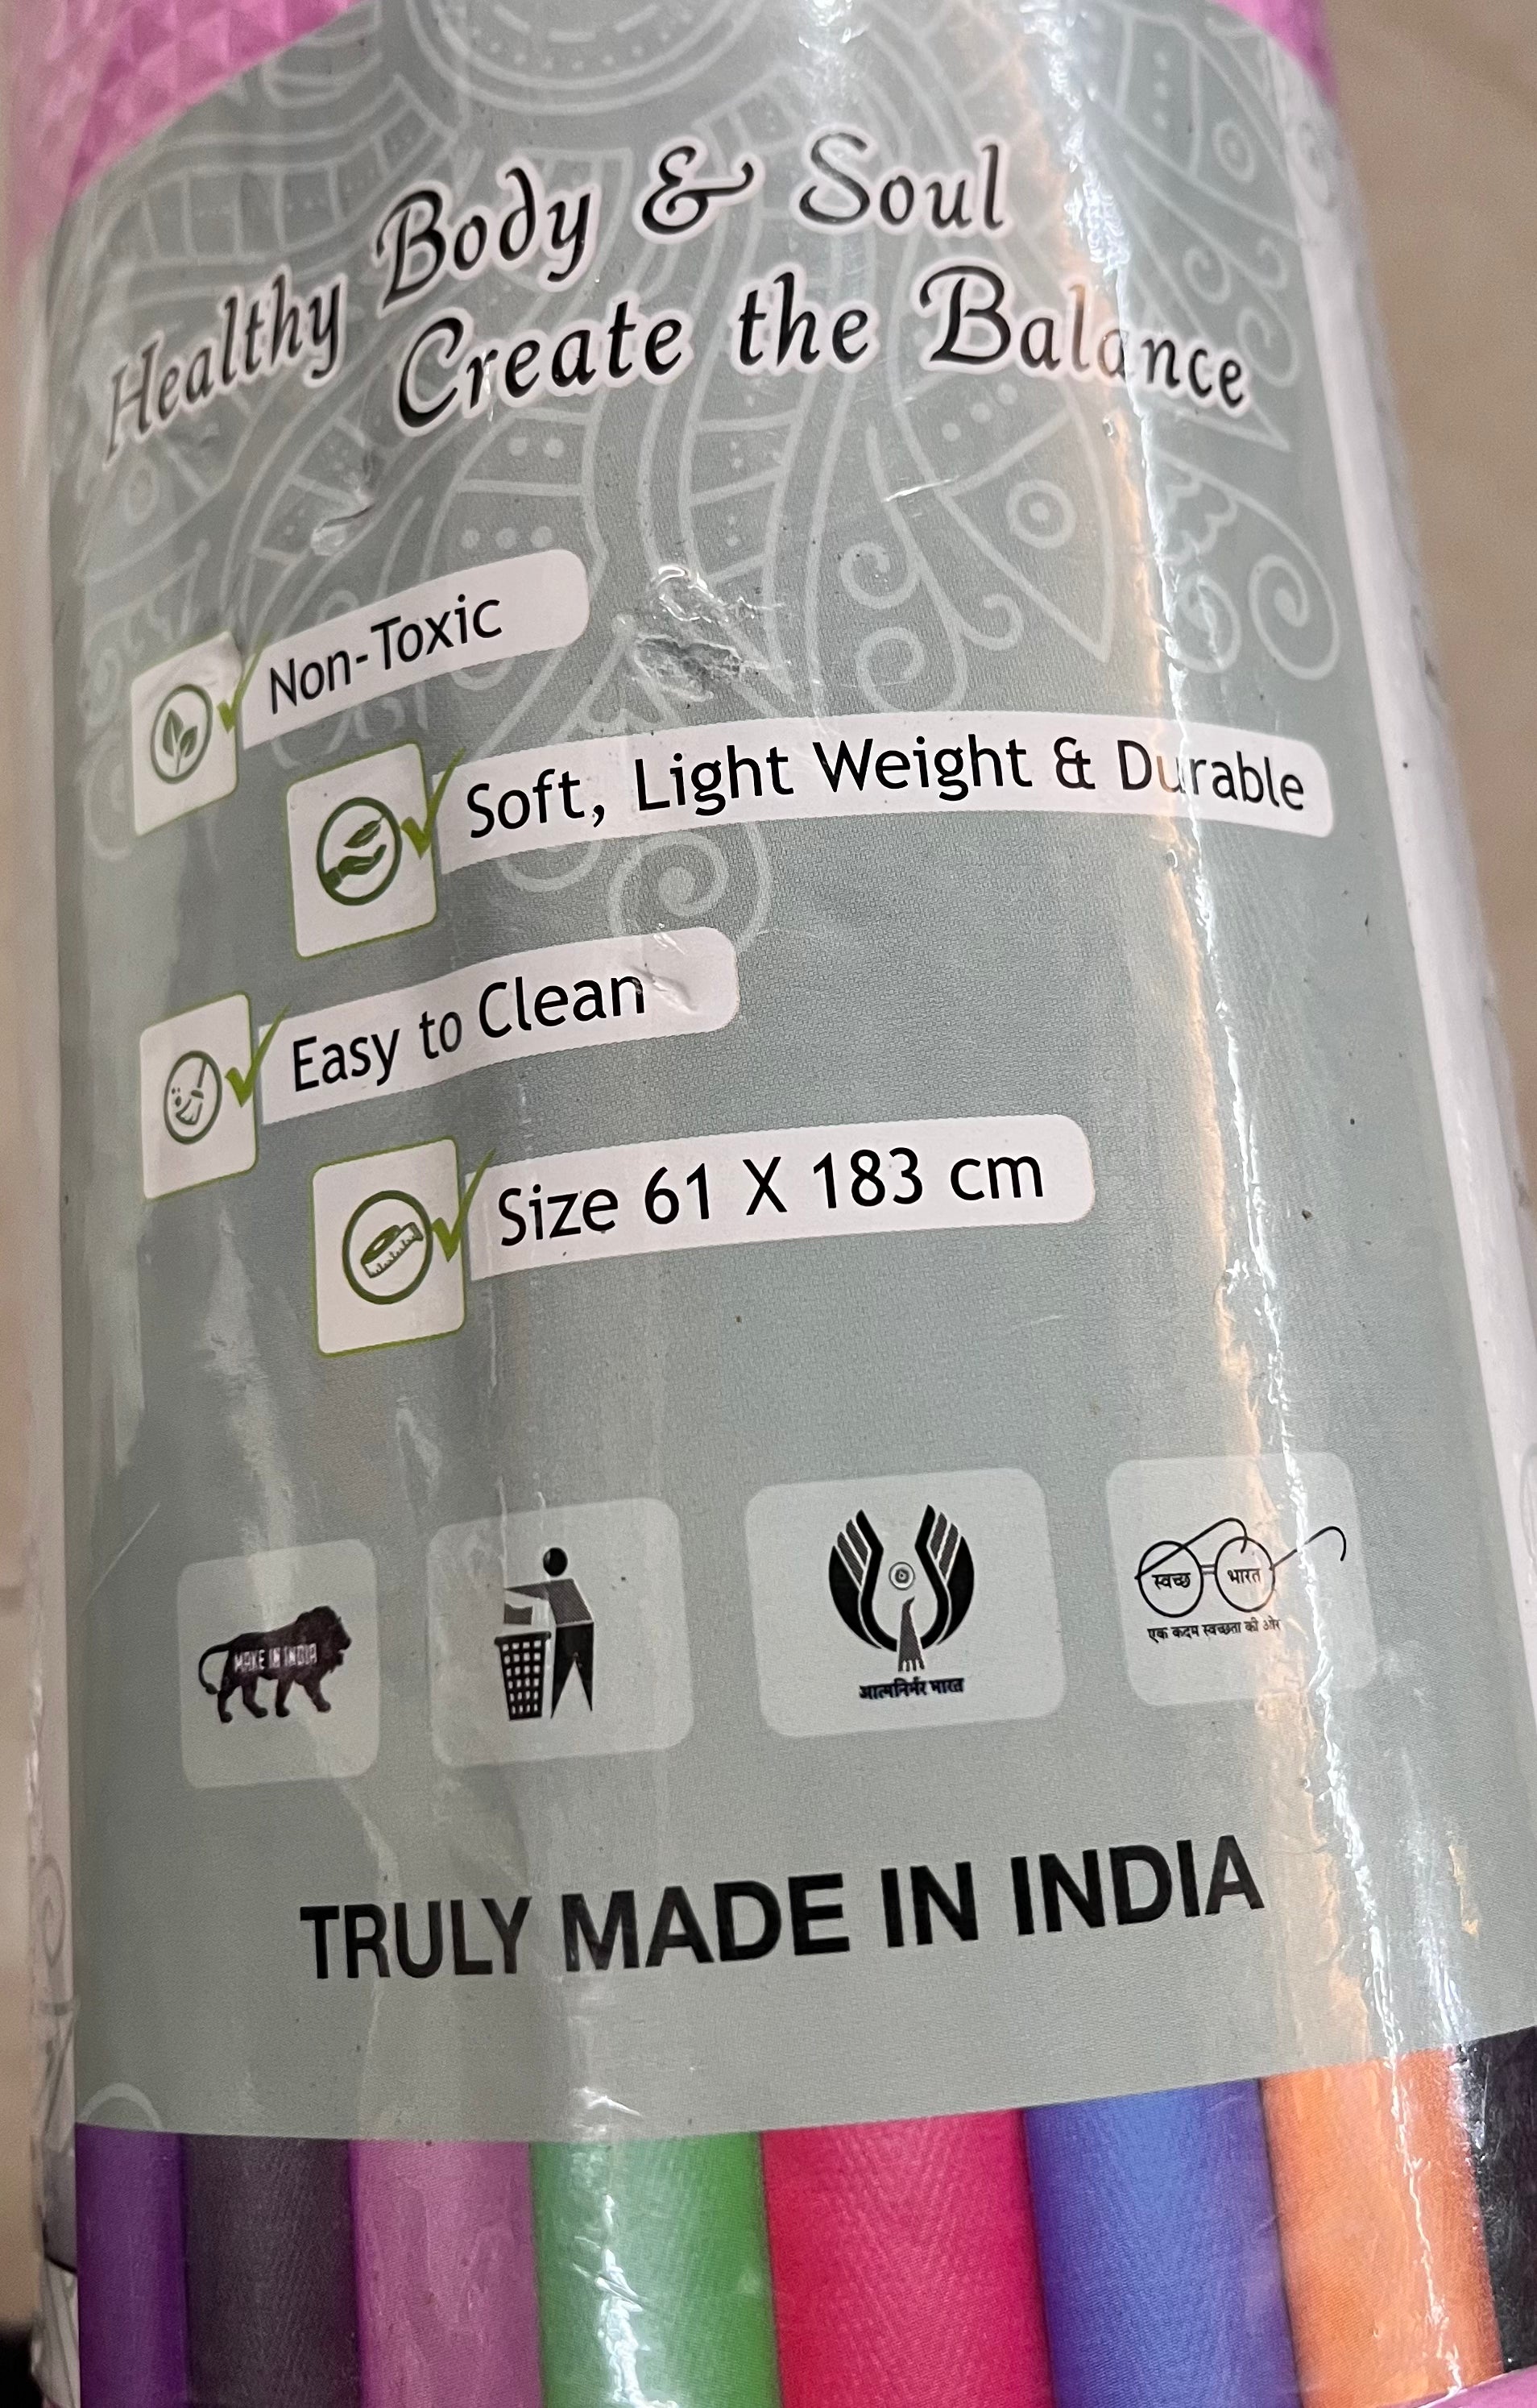 Healthy Body & Soul
Create the Balance
Non-Toxic
Soft, Light Weight & Durable
Easy to Clean
Size 61 X 183 cm
MAKE IN INDIA
आत्मनिर्भर भारत
स्वच्छ भारत
एक कदम स्वच्छता की ओर
TRULY MADE IN INDIA